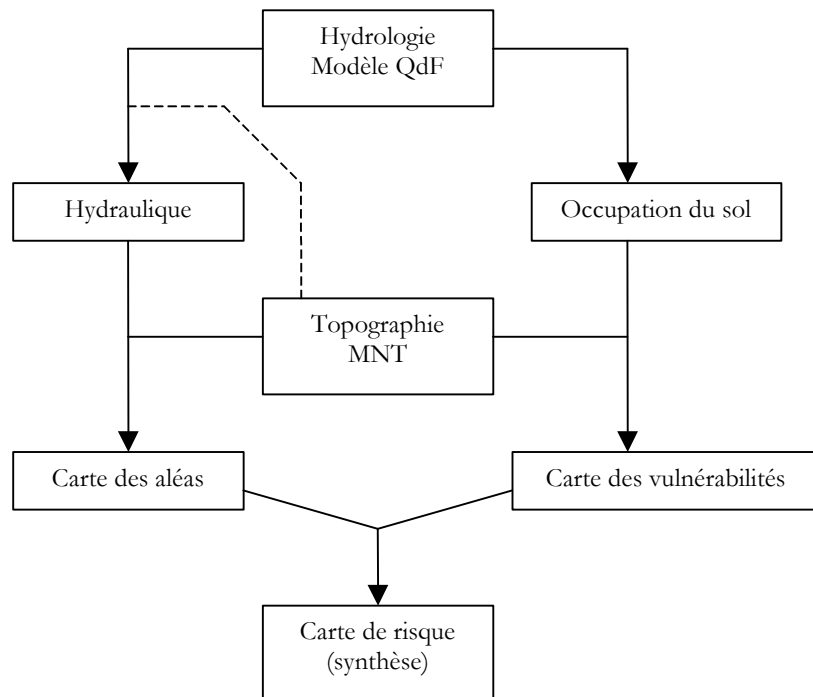 Hydrologie
Modèle QdF
Hydraulique
Occupation du sol
Topographie
MNT
Carte des aléas
Carte des vulnérabilités
Carte de risque
(synthèse)